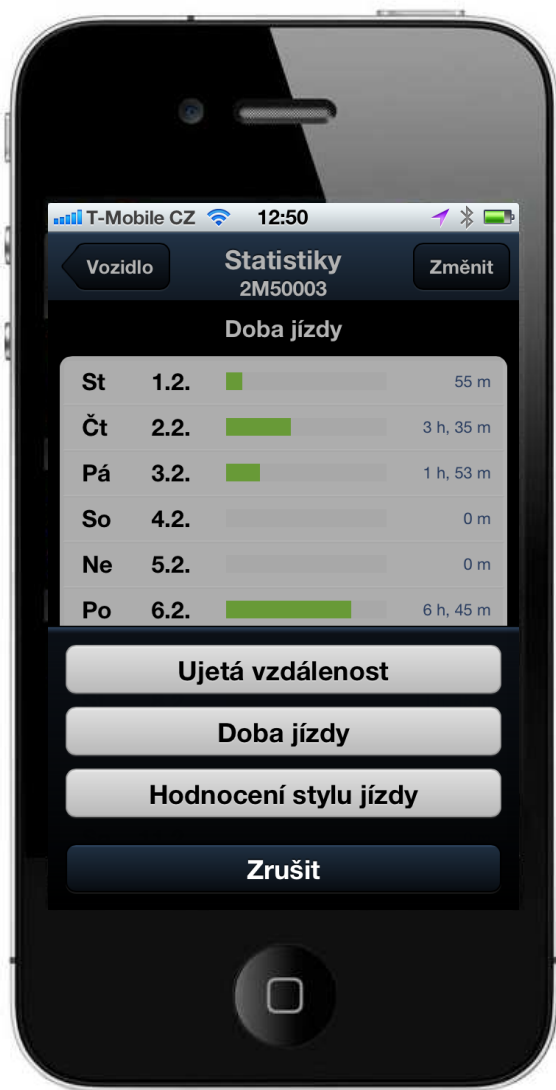 T-Mobile CZ 12:50
Vozidlo Statistiky Změnit
2M50003
Doba jízdy
St 1.2. 55 m
Čt 2.2. 3 h, 35 m
Pá 3.2. 1 h, 53 m
So 4.2. 0 m
Ne 5.2. 0 m
Po 6.2. 6 h, 45 m
Ujetá vzdálenost
Doba jízdy
Hodnocení stylu jízdy
Zrušit